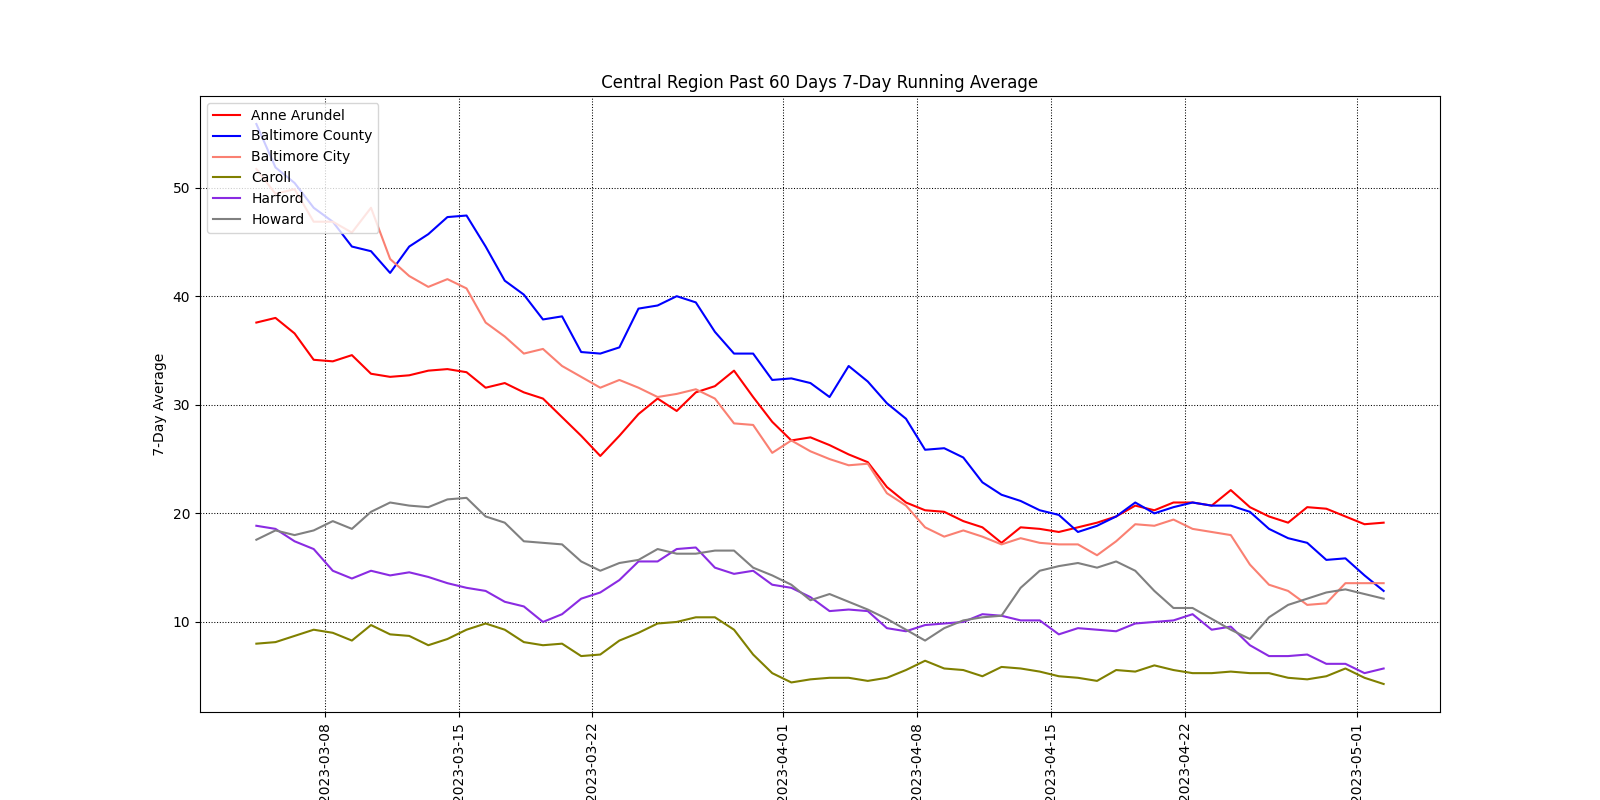 Central Region Past 60 Days 7-Day Running Average
Anne Arundel
Baltimore County
Baltimore City
Caroll
Harford
Howard
7-Day Average
50
40
30
20
10
2023-03-08
2023-03-15
2023-03-22
2023-04-01
2023-04-08
2023-04-15
2023-04-22
2023-05-01